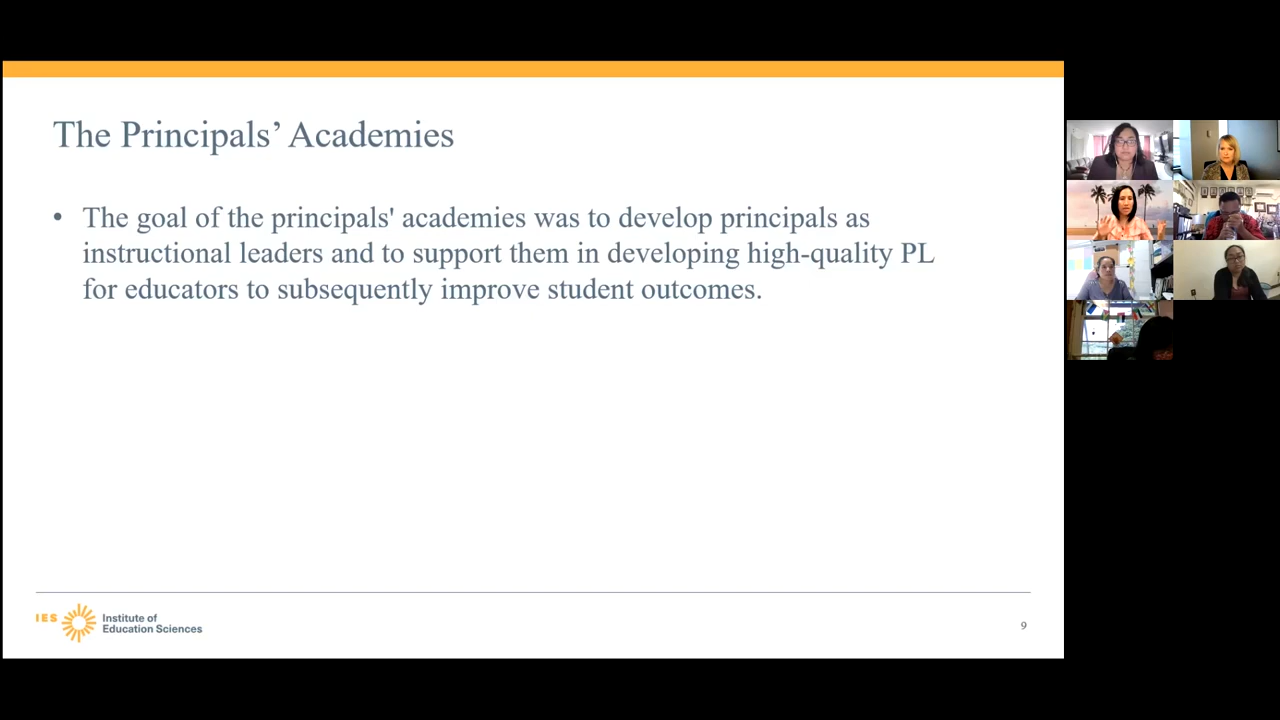 The Principals’ Academies
• The goal of the principals' academies was to develop principals as
instructional leaders and to support them in developing high-quality PL
for educators to subsequently improve student outcomes.
IES
Institute of
Education Sciences
9